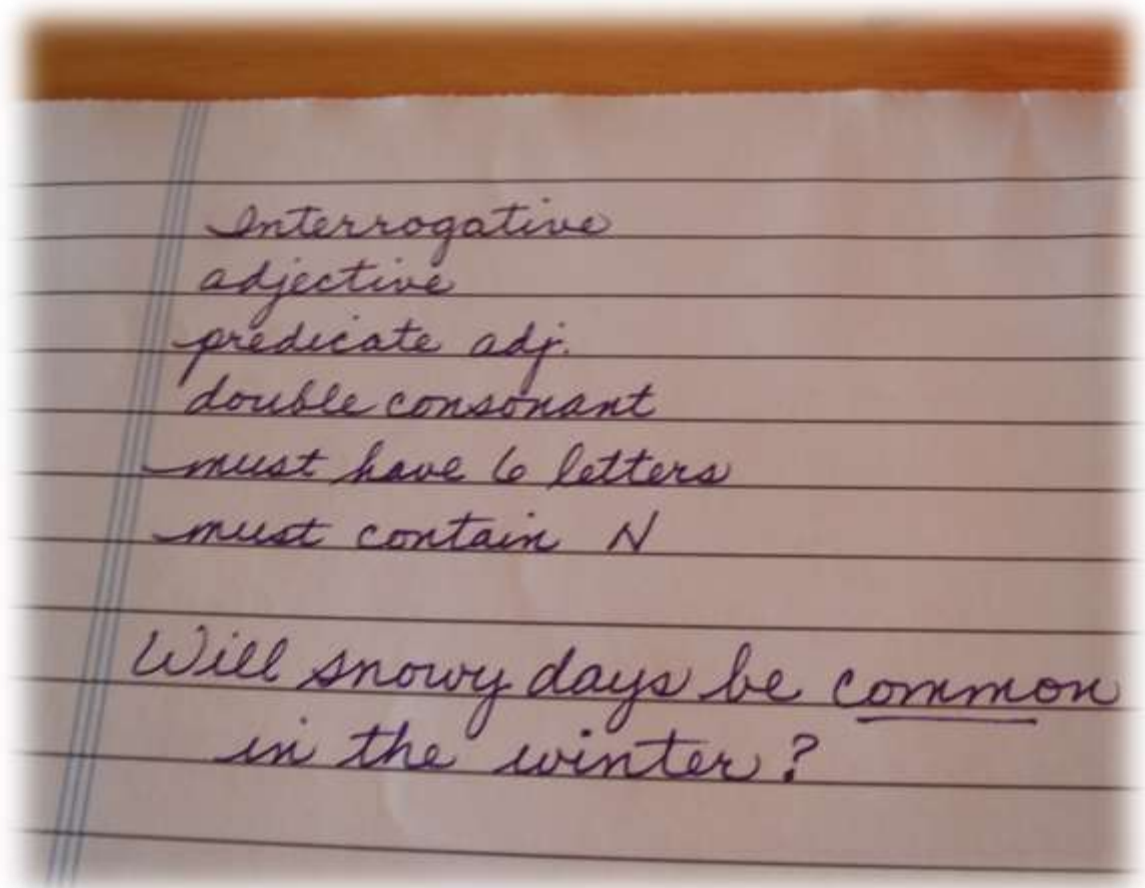 Interrogative
adjective
predicate adj.
double consonant
must have 6 letters
must contain N
Will snowy days be common
in the winter?